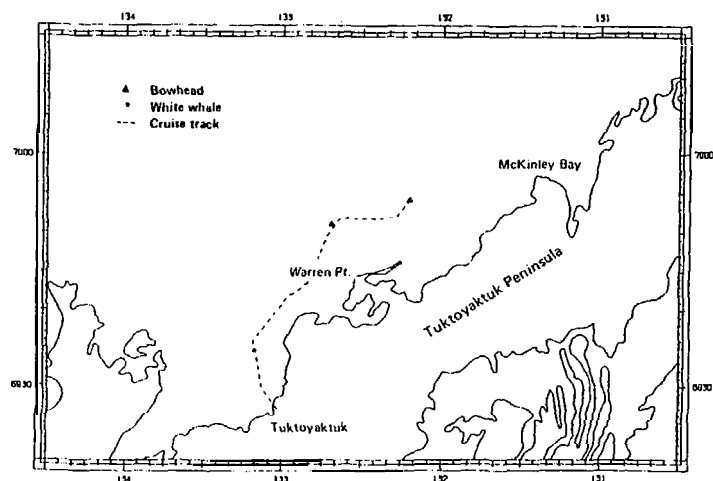 134 133 132 131
Bowhead
White whale
Cruise track
7000 7000
McKinley Bay
Warren Pt.
Tuktoyaktuk Peninsula
6930 6930
Tuktoyaktuk
134 133 132 131